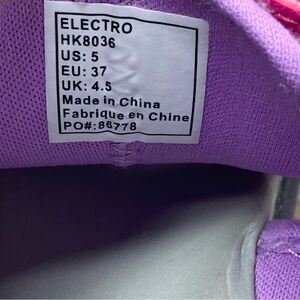 ELECTRO
HK8036
US: 5
EU: 37
UK: 4.5
Made in China
Fabrique en Chine
PO#: 86778